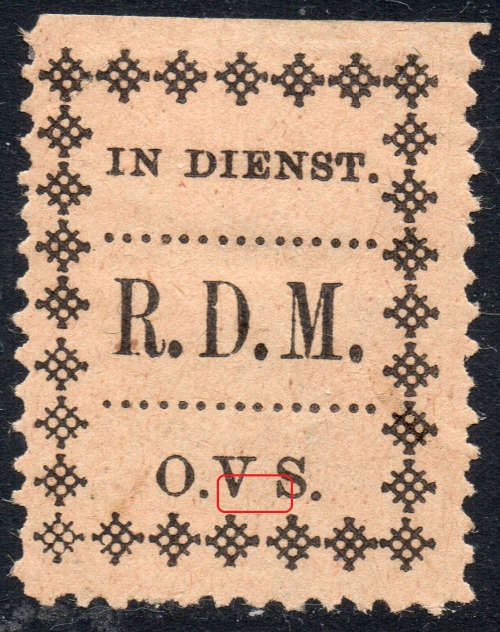 IN DIENST.
R.D.M.
O.V S.